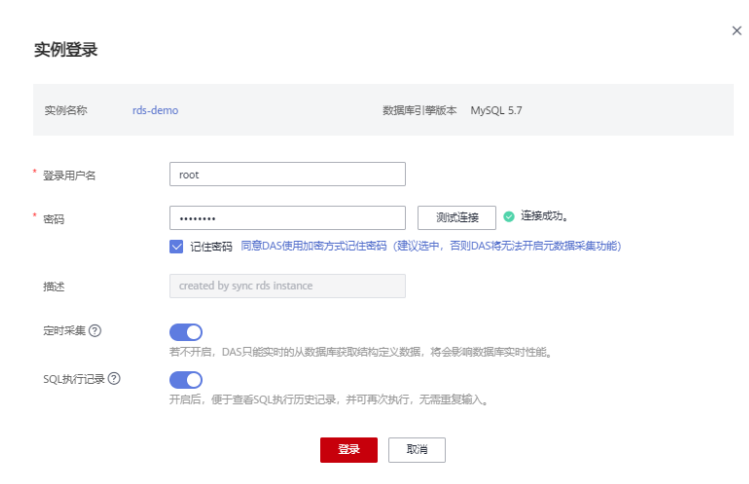 实例登录
实例名称 rds-demo 数据库引擎版本 MySQL 5.7
* 登录用户名 root
* 密码 •••••••• 测试连接 连接成功。
记住密码 同意DAS使用加密方式记住密码（建议选中，否则DAS将无法开启元数据采集功能）
描述 created by sync rds instance
定时采集 ?
若不开启，DAS只能实时的从数据库获取结构定义数据，将会影响数据库实时性能。
SQL执行记录 ?
开启后，便于查看SQL执行历史记录，并可再次执行，无需重复输入。
登录 取消